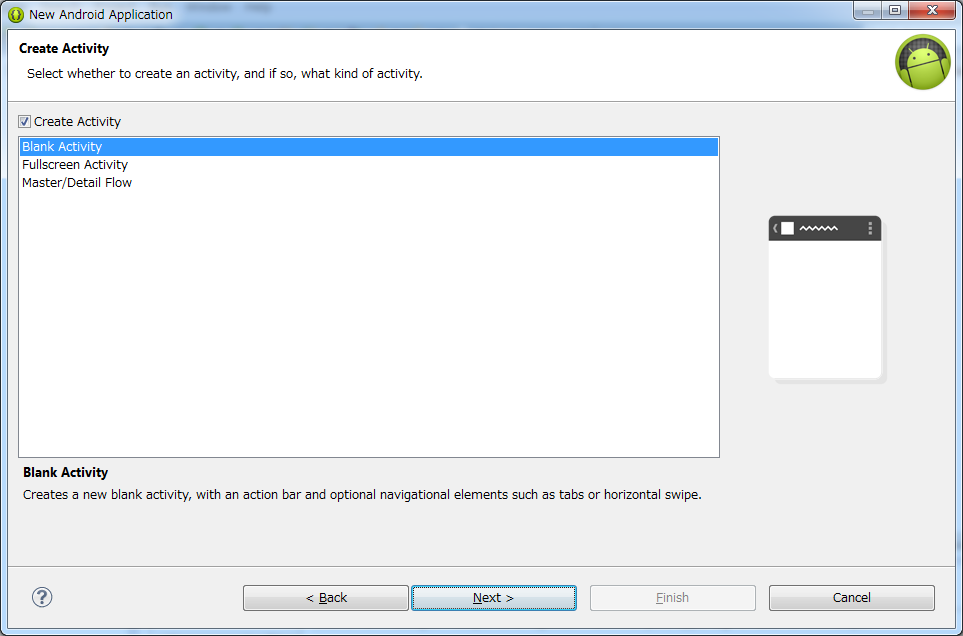 New Android Application
Create Activity
Select whether to create an activity, and if so, what kind of activity.
Create Activity
Blank Activity
Fullscreen Activity
Master/Detail Flow
Blank Activity
Creates a new blank activity, with an action bar and optional navigational elements such as tabs or horizontal swipe.
?
< Back
Next >
Finish
Cancel